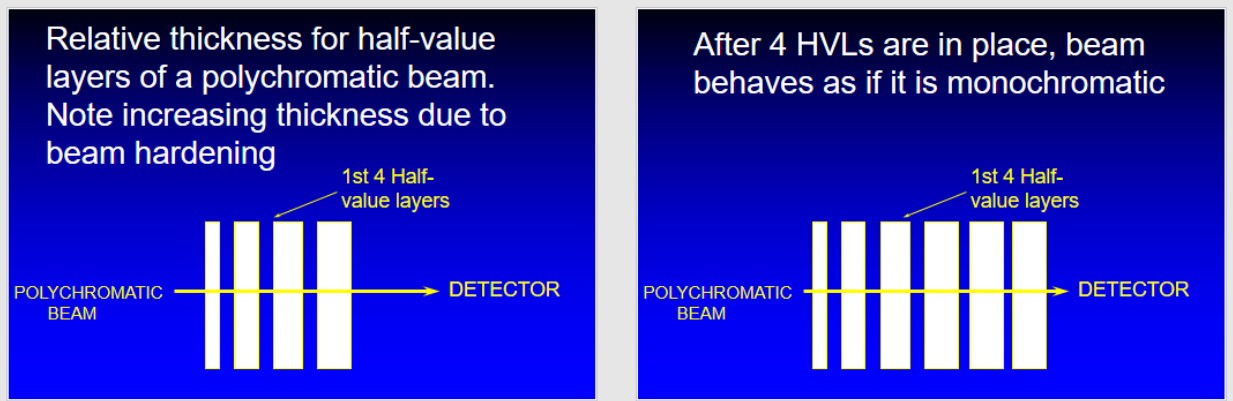 Relative thickness for half-value
layers of a polychromatic beam.
Note increasing thickness due to
beam hardening
1st 4 Half-
value layers
POLYCHROMATIC
BEAM
DETECTOR
After 4 HVLs are in place, beam
behaves as if it is monochromatic
1st 4 Half-
value layers
POLYCHROMATIC
BEAM
DETECTOR